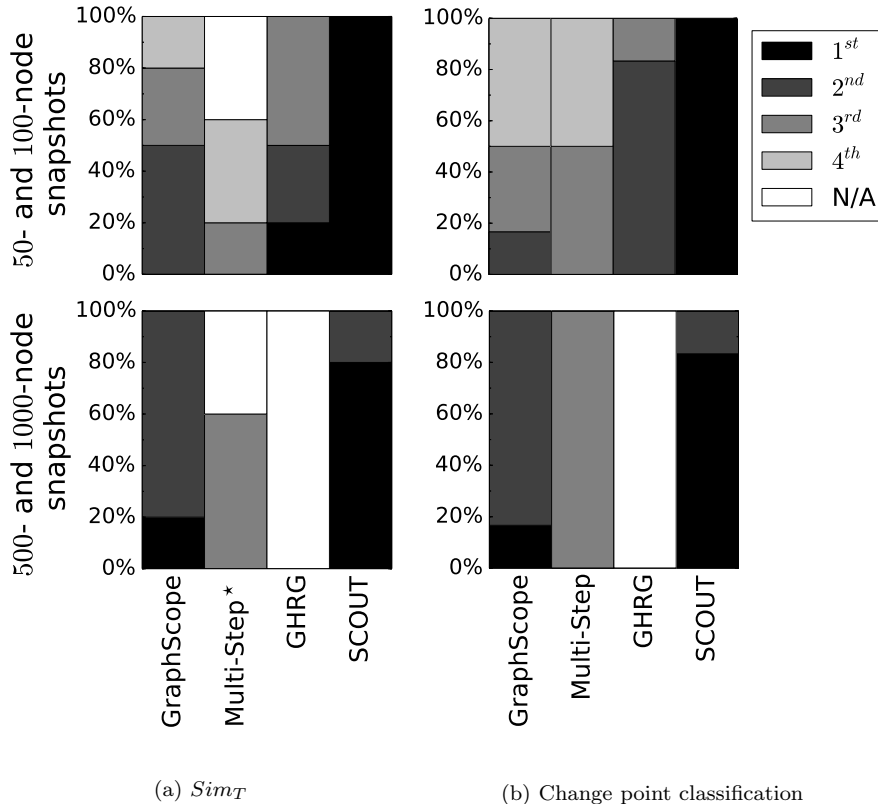 50- and 100-node
snapshots
100%
80%
60%
40%
20%
0%
100%
80%
60%
40%
20%
0%
1st
2nd
3rd
4th
N/A
500- and 1000-node
snapshots
100%
80%
60%
40%
20%
0%
100%
80%
60%
40%
20%
0%
GraphScope
Multi-Step★
GHRG
SCOUT
GraphScope
Multi-Step
GHRG
SCOUT
(a) SimT
(b) Change point classification